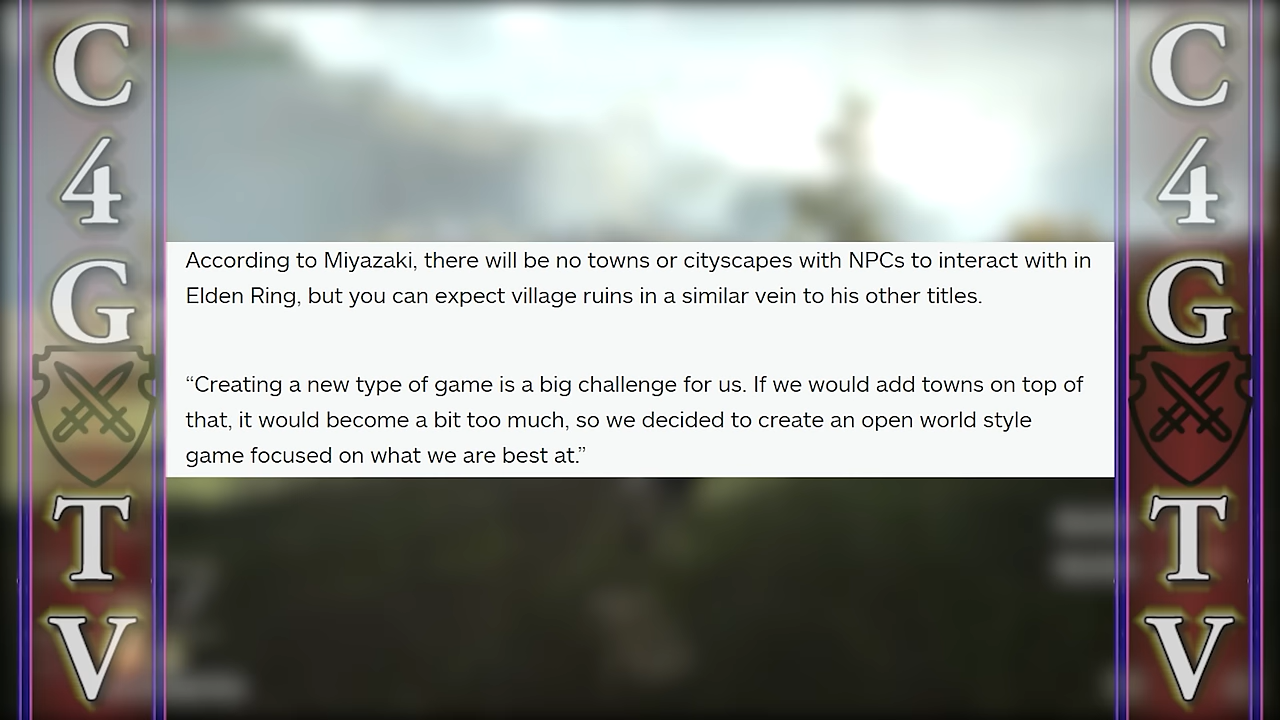 C
4
G
T
V
According to Miyazaki, there will be no towns or cityscapes with NPCs to interact with in
Elden Ring, but you can expect village ruins in a similar vein to his other titles.
“Creating a new type of game is a big challenge for us. If we would add towns on top of
that, it would become a bit too much, so we decided to create an open world style
game focused on what we are best at.”
C
4
G
T
V